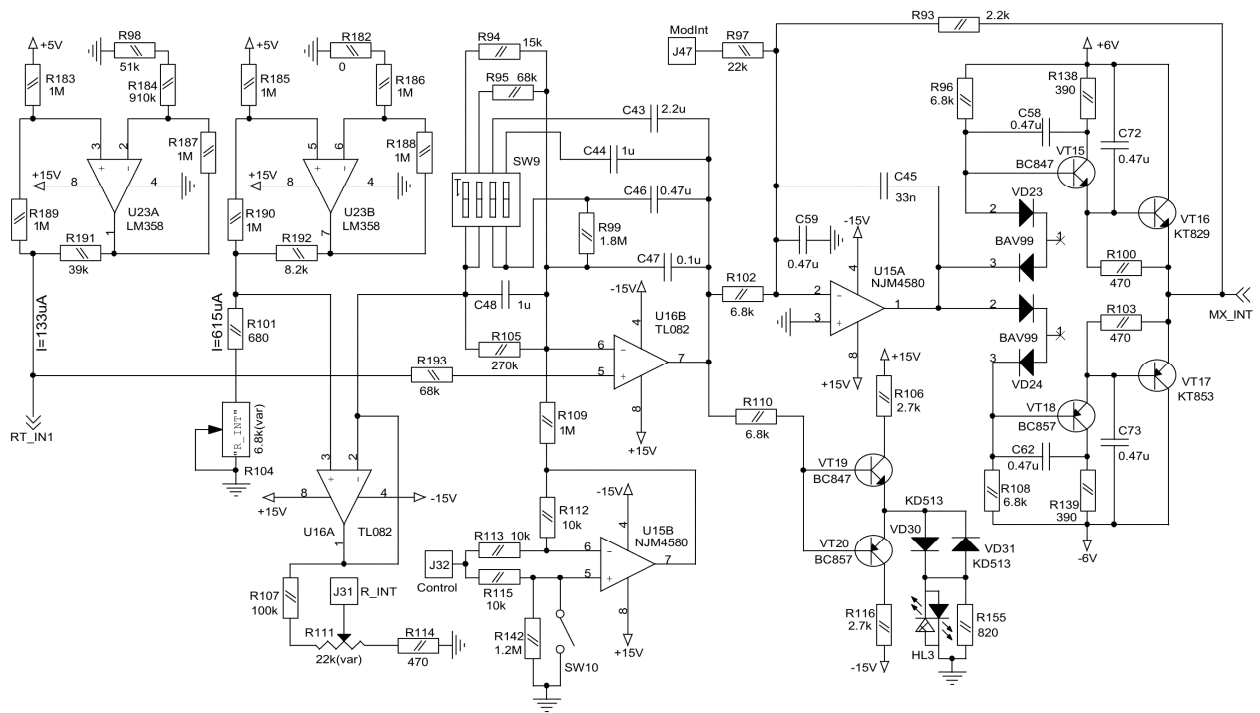 +5V
R98
51k
R183
1M
R184
910k
R187
1M
3
2
+
−
+15V
8
4
R189
1M
U23A
LM358
1
R191
39k
I=133uA
RT_IN1
+5V
R182
0
R185
1M
R186
1M
R188
1M
5
6
+
−
+15V
8
4
R190
1M
U23B
LM358
7
R192
8.2k
I=615uA
R101
680
"R_INT"
6.8k(var)
R104
R193
68k
3
2
+
−
8
4
+15V
-15V
U16A
TL082
1
R107
100k
J31
R_INT
R111
22k(var)
R114
470
R94
15k
R95
68k
C43
2.2u
C44
1u
SW9
C46
0.47u
R99
1.8M
C47
0.1u
C48
1u
R105
270k
-15V
4
U16B
TL082
6
−
5
+
7
8
+15V
R109
1M
R112
10k
R113
10k
J32
Control
R115
10k
-15V
4
U15B
NJM4580
6
−
5
+
7
8
+15V
R142
1.2M
SW10
ModInt
J47
R97
22k
R93
2.2k
C45
33n
C59
0.47u
-15V
4
U15A
NJM4580
R102
6.8k
2
−
3
+
1
8
+15V
R110
6.8k
+15V
R106
2.7k
VT19
BC847
VT20
BC857
R116
2.7k
-15V
KD513
VD30
VD31
KD513
HL3
R155
820
+6V
R96
6.8k
R138
390
C58
0.47u
C72
0.47u
VT15
BC847
VD23
2
1
BAV99
3
VT16
KT829
R100
470
R103
470
MX_INT
2
1
BAV99
3
VD24
VT17
KT853
VT18
BC857
C62
0.47u
C73
0.47u
R108
6.8k
R139
390
-6V